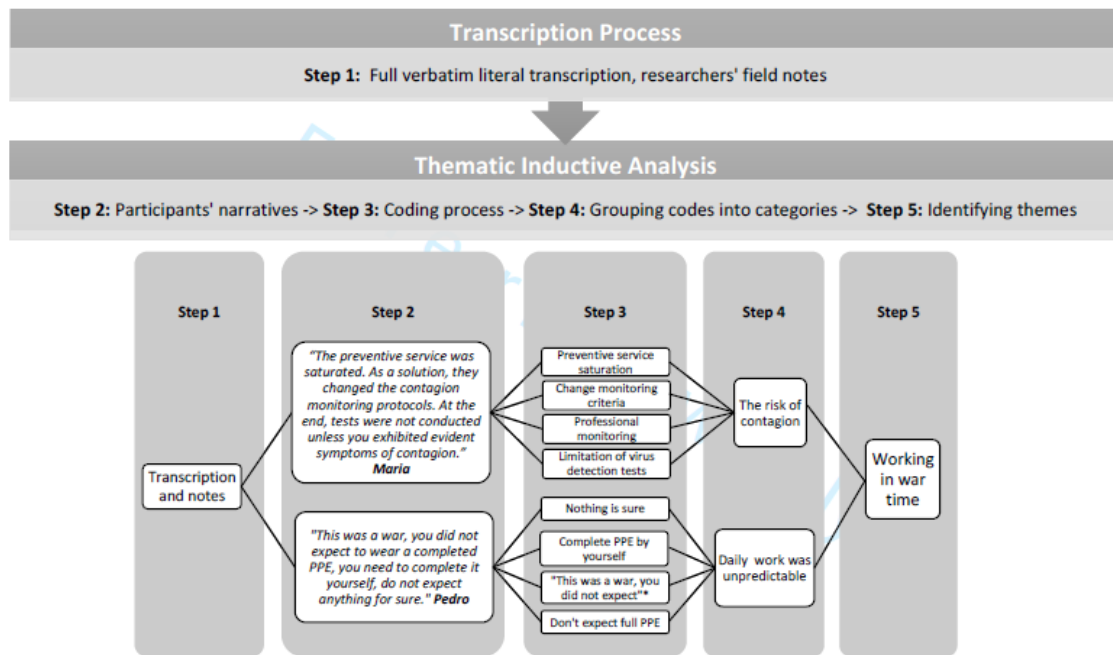 Transcription Process
Step 1: Full verbatim literal transcription, researchers' field notes
Thematic Inductive Analysis
Step 2: Participants' narratives -> Step 3: Coding process -> Step 4: Grouping codes into categories -> Step 5: Identifying themes
Step 1
Transcription
and notes
Step 2
"The preventive service was
saturated. As a solution, they
changed the contagion
monitoring protocols. At the
end, tests were not conducted
unless you exhibited evident
symptoms of contagion."
Maria
"This was a war, you did not
expect to wear a completed
PPE, you need to complete it
yourself, do not expect
anything for sure." Pedro
Step 3
Preventive service
saturation
Change monitoring
criteria
Professional
monitoring
Limitation of virus
detection tests
Nothing is sure
Complete PPE by
yourself
"This was a war, you
did not expect"*
Don't expect full PPE
Step 4
The risk of
contagion
Daily work was
unpredictable
Step 5
Working
in war
time